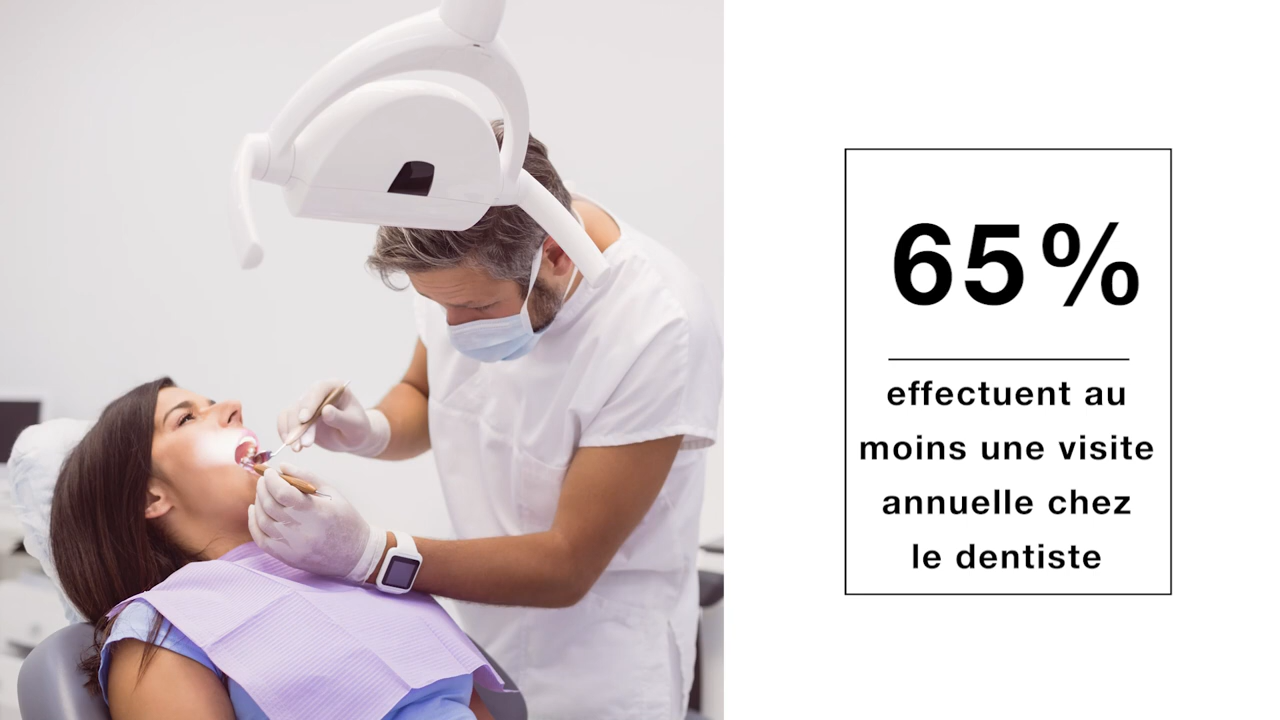 65%
effectuent au
moins une visite
annuelle chez
le dentiste